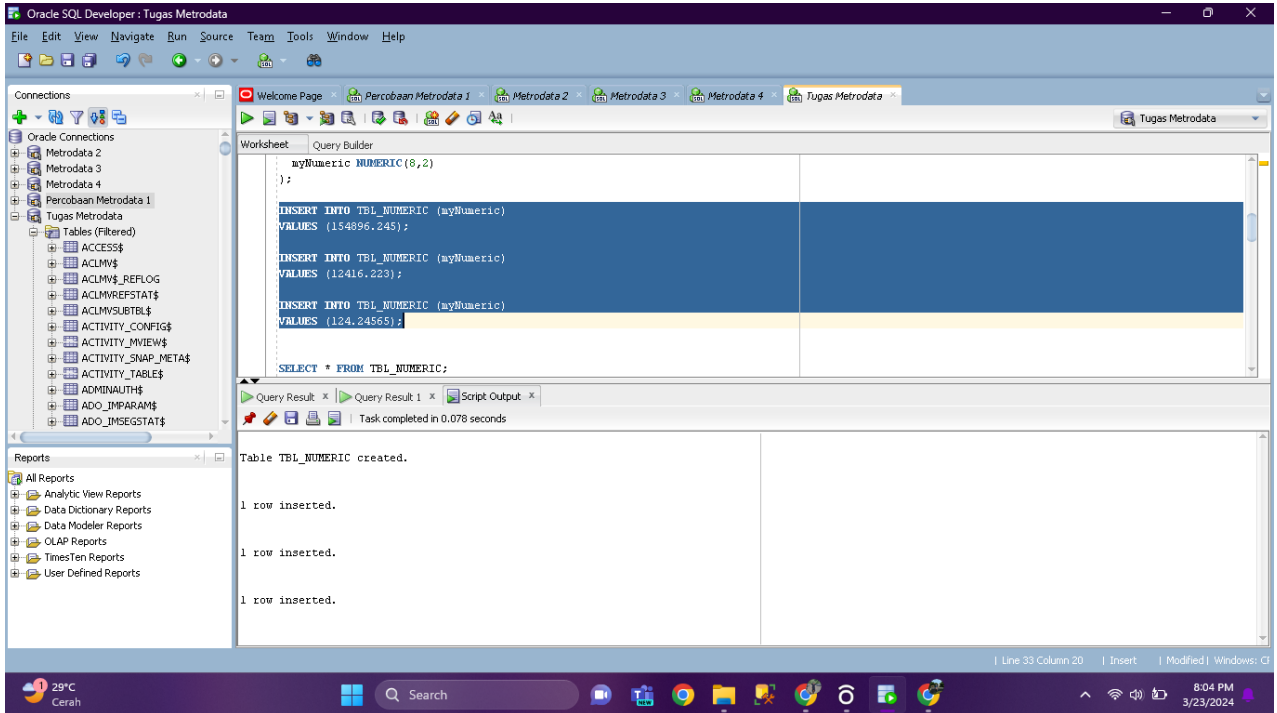 Oracle SQL Developer : Tugas Metrodata
File Edit View Navigate Run Source Team Tools Window Help
Connections
Welcome Page
Percobaan Metrodata 1
Metrodata 2
Metrodata 3
Metrodata 4
Tugas Metrodata
Tugas Metrodata
Oracle Connections
Metrodata 2
Metrodata 3
Metrodata 4
Percobaan Metrodata 1
Tugas Metrodata
Tables (Filtered)
ACCESS$
ACLMV$
ACLMV$_REFLOG
ACLMVREFSTAT$
ACLMVSUBTBL$
ACTIVITY_CONFIG$
ACTIVITY_MVIEW$
ACTIVITY_SNAP_META$
ACTIVITY_TABLE$
ADMINAUTH$
ADO_IMPARAM$
ADO_IMSEGSTAT$
Worksheet Query Builder
myNumeric NUMERIC(8,2)
);
INSERT INTO TBL_NUMERIC (myNumeric)
VALUES (154896.245);
INSERT INTO TBL_NUMERIC (myNumeric)
VALUES (12416.223);
INSERT INTO TBL_NUMERIC (myNumeric)
VALUES (124.24565);
SELECT * FROM TBL_NUMERIC;
Query Result x Query Result 1 x Script Output x
Task completed in 0.078 seconds
Table TBL_NUMERIC created.
1 row inserted.
1 row inserted.
1 row inserted.
Reports
All Reports
Analytic View Reports
Data Dictionary Reports
Data Modeler Reports
OLAP Reports
TimesTen Reports
User Defined Reports
| Line 33 Column 20 | Insert | Modified | Windows: CF
1
29°C
Cerah
Search
NEW
8:04 PM
3/23/2024